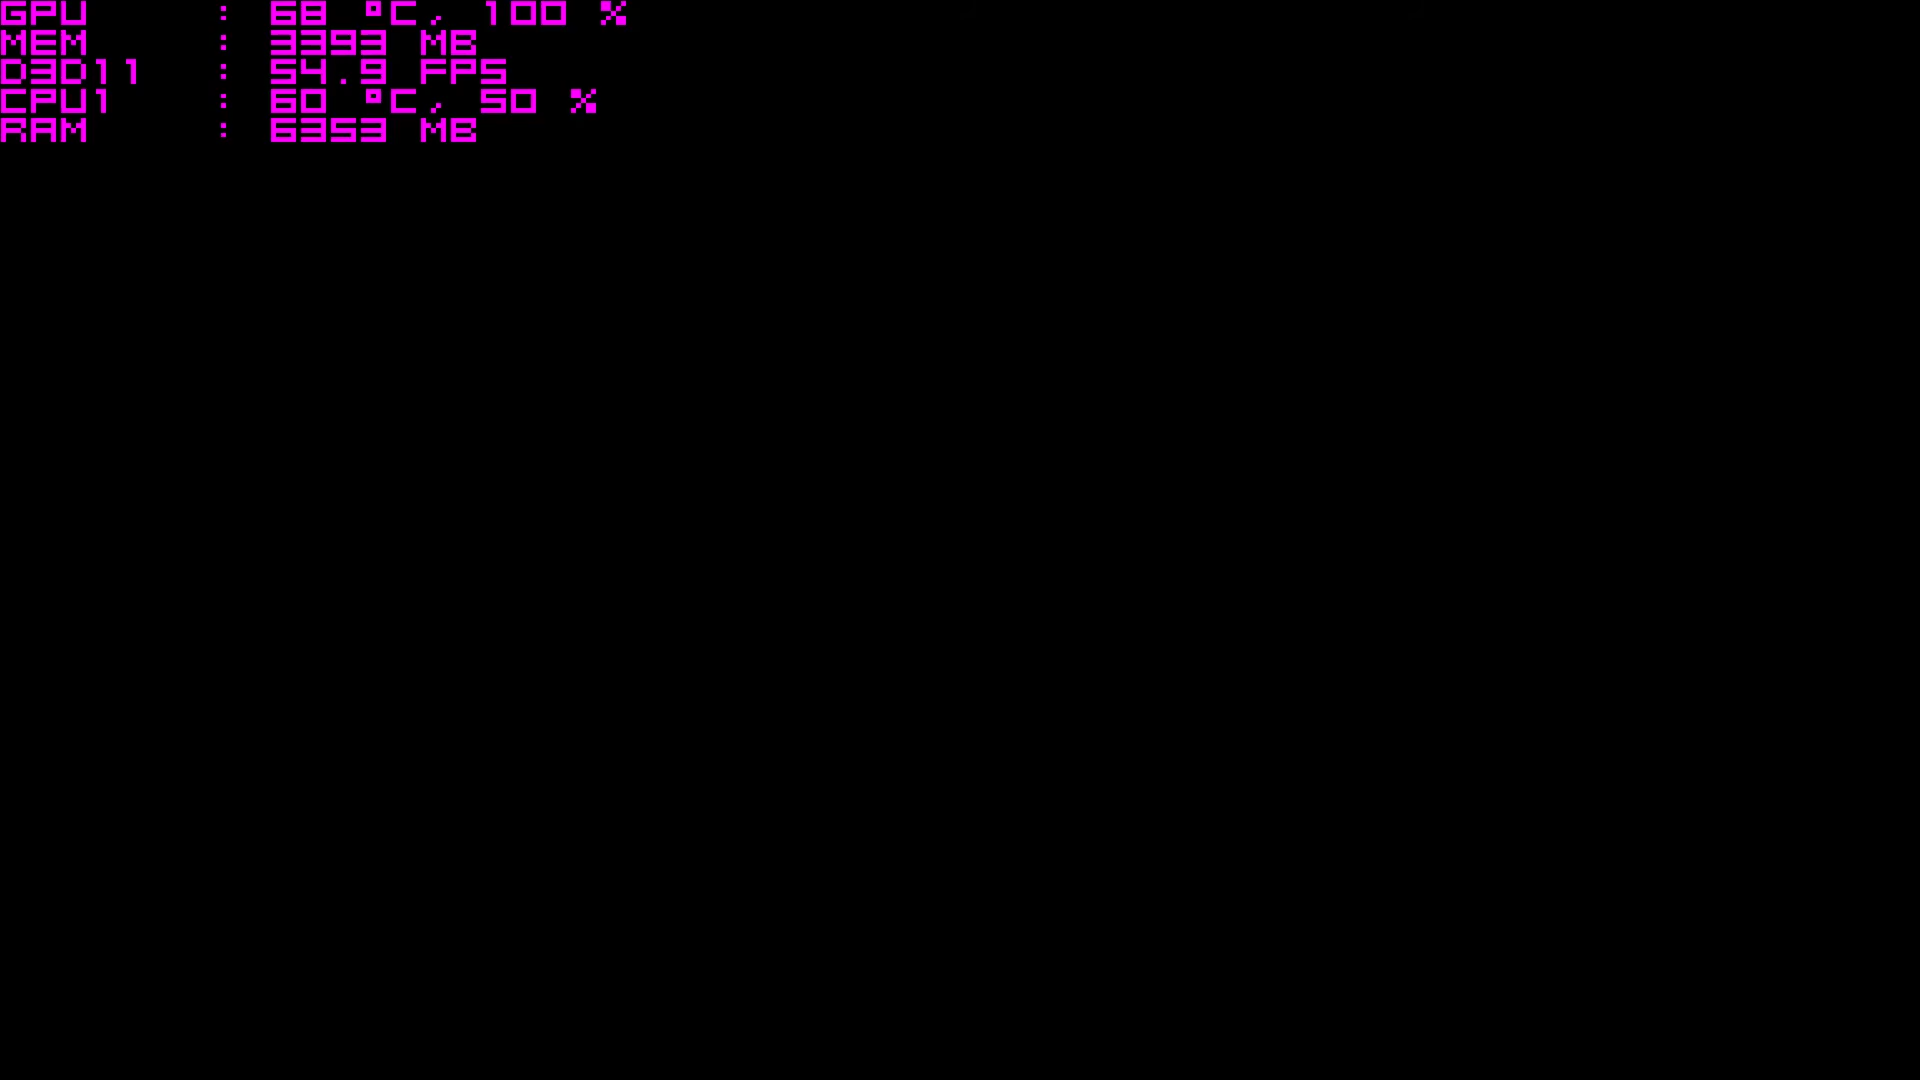 GPU : 68 °C, 100 %
MEM : 3393 MB
D3D11 : 54.9 FPS
CPU1 : 60 °C, 50 %
RAM : 6353 MB